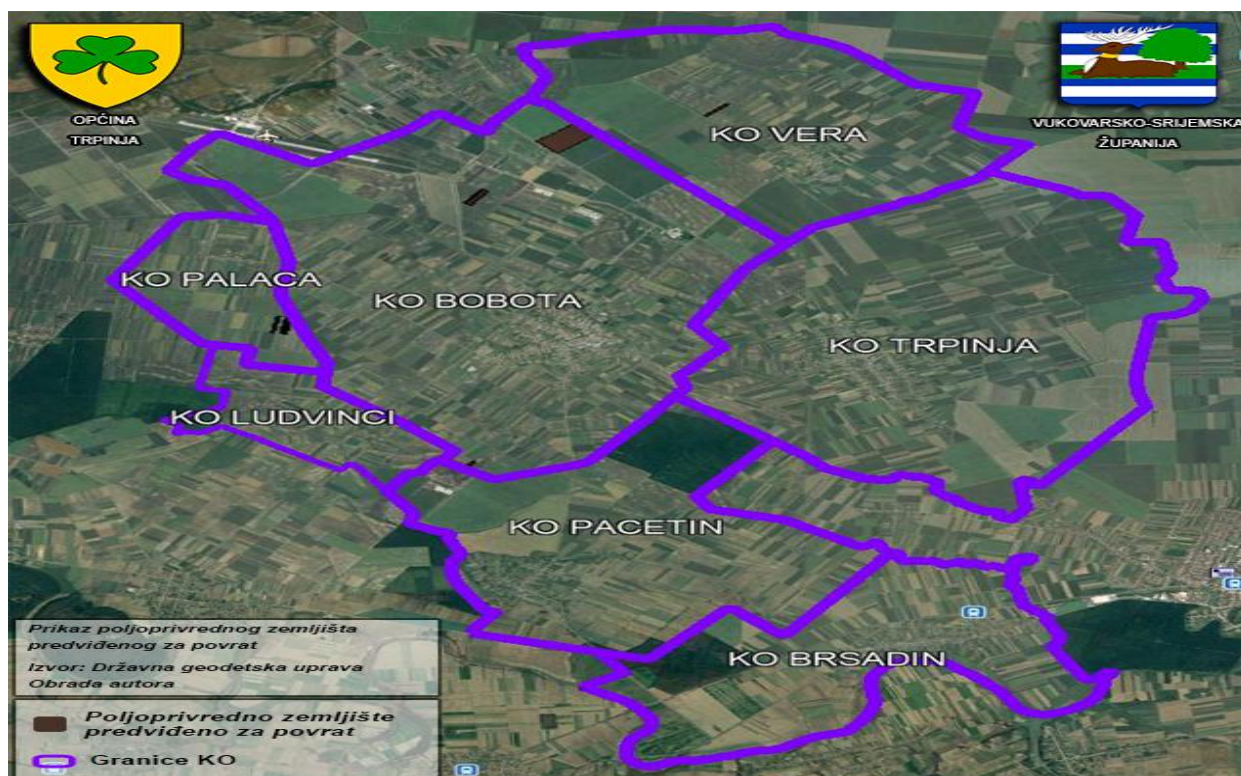 OPĆINA
TRPINJA
VUKOVARSKO-SRIJEMSKA
ŽUPANIJA
KO VERA
KO PALACA
KO BOBOTA
KO TRPINJA
KO LUDVINCI
KO PACETIN
KO BRSADIN
Prikaz poljoprivrednog zemljišta
predviđenog za povrat
Izvor: Državna geodetska uprava
Obrada autora
Poljoprivredno zemljište
predviđeno za povrat
Granice KO